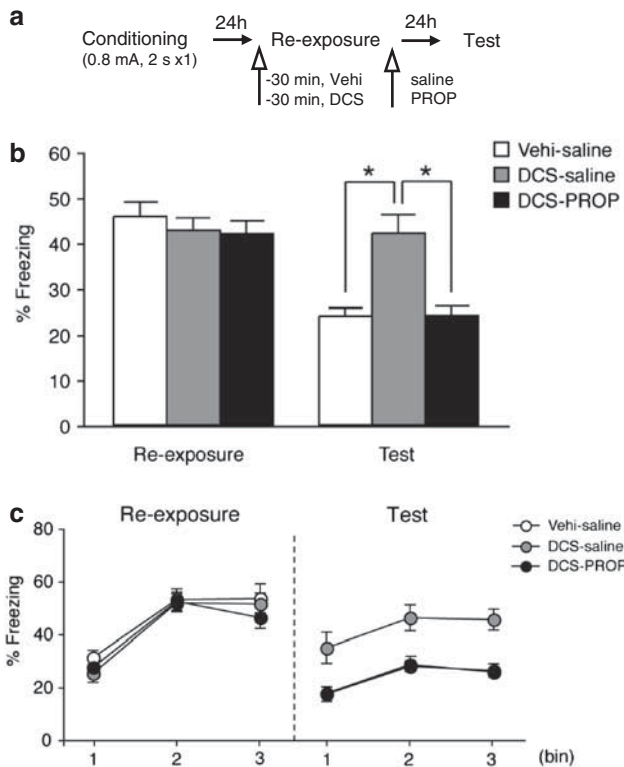 a
Conditioning 24h Re-exposure 24h Test
(0.8 mA, 2 s x1)
-30 min, Vehi
-30 min, DCS
saline
PROP
b
% Freezing
60
50
40
30
20
10
0
* *
Vehi-saline
DCS-saline
DCS-PROP
Re-exposure Test
c
Re-exposure Test
Vehi-saline
DCS-saline
DCS-PROP
% Freezing
80
60
40
20
0
1 2 3 1 2 3 (bin)